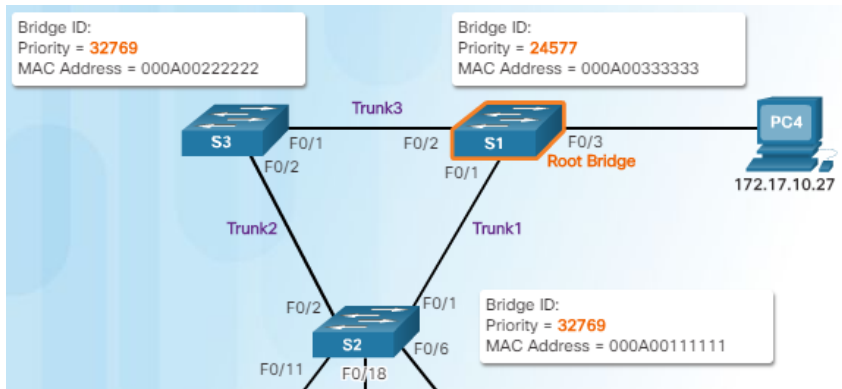 Bridge ID:
Priority = 32769
MAC Address = 000A00222222
Bridge ID:
Priority = 24577
MAC Address = 000A00333333
Trunk3
S3
F0/1
F0/2
S1
F0/3
PC4
F0/2
F0/1
Root Bridge
172.17.10.27
Trunk2
Trunk1
F0/2
F0/1
Bridge ID:
Priority = 32769
MAC Address = 000A00111111
S2
F0/6
F0/11
F0/18